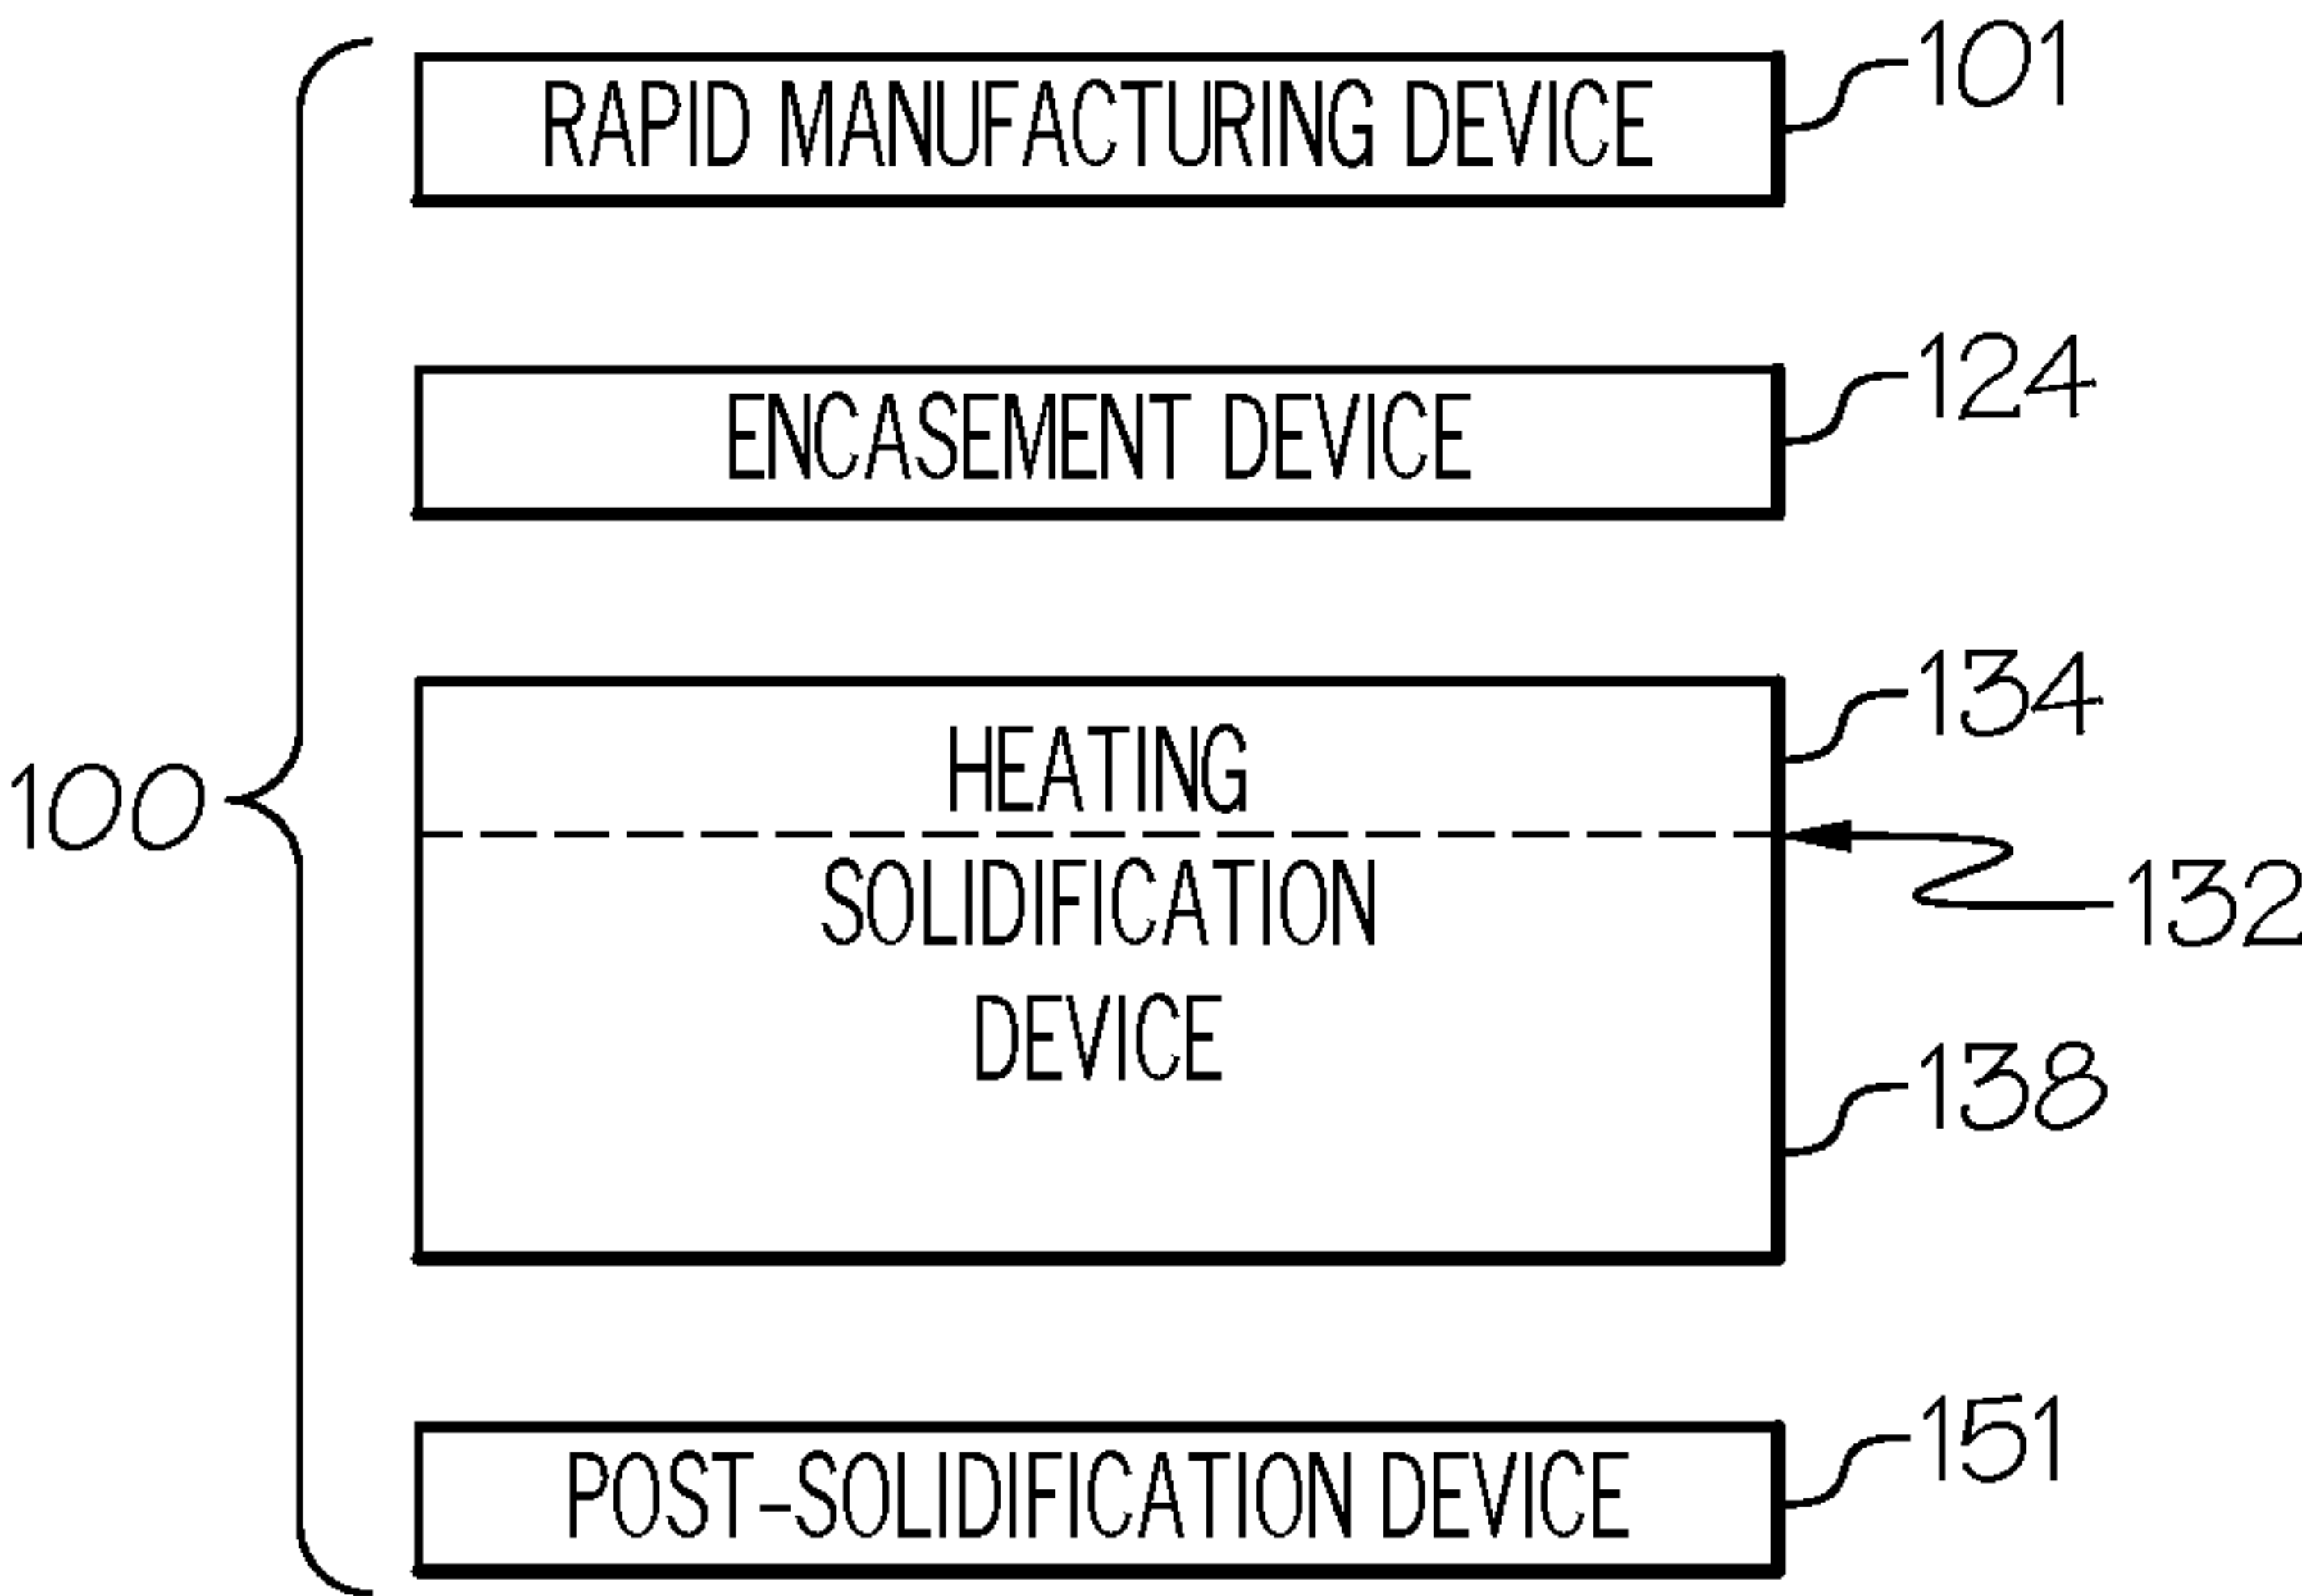 RAPID MANUFACTURING DEVICE
101
ENCASEMENT DEVICE
124
HEATING
134
100
SOLIDIFICATION
132
DEVICE
138
POST-SOLIDIFICATION DEVICE
151